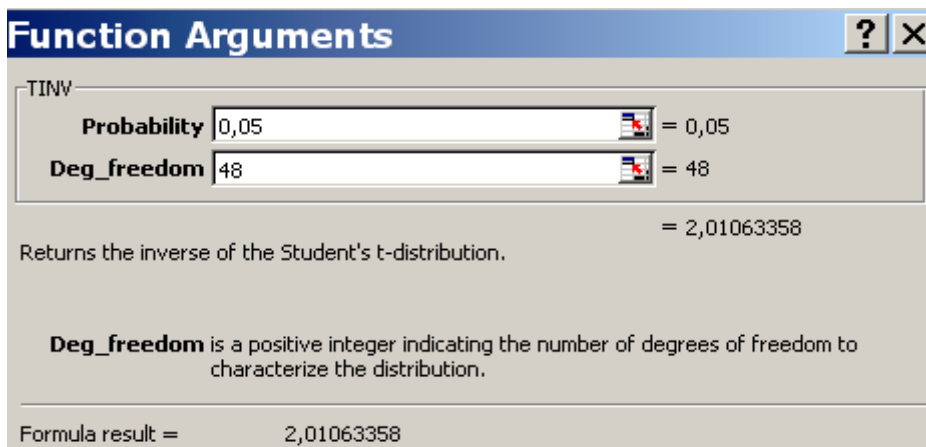 Function Arguments ? ×
TINV
Probability 0,05 = 0,05
Deg_freedom 48 = 48
= 2,01063358
Returns the inverse of the Student's t-distribution.
Deg_freedom is a positive integer indicating the number of degrees of freedom to
characterize the distribution.
Formula result = 2,01063358